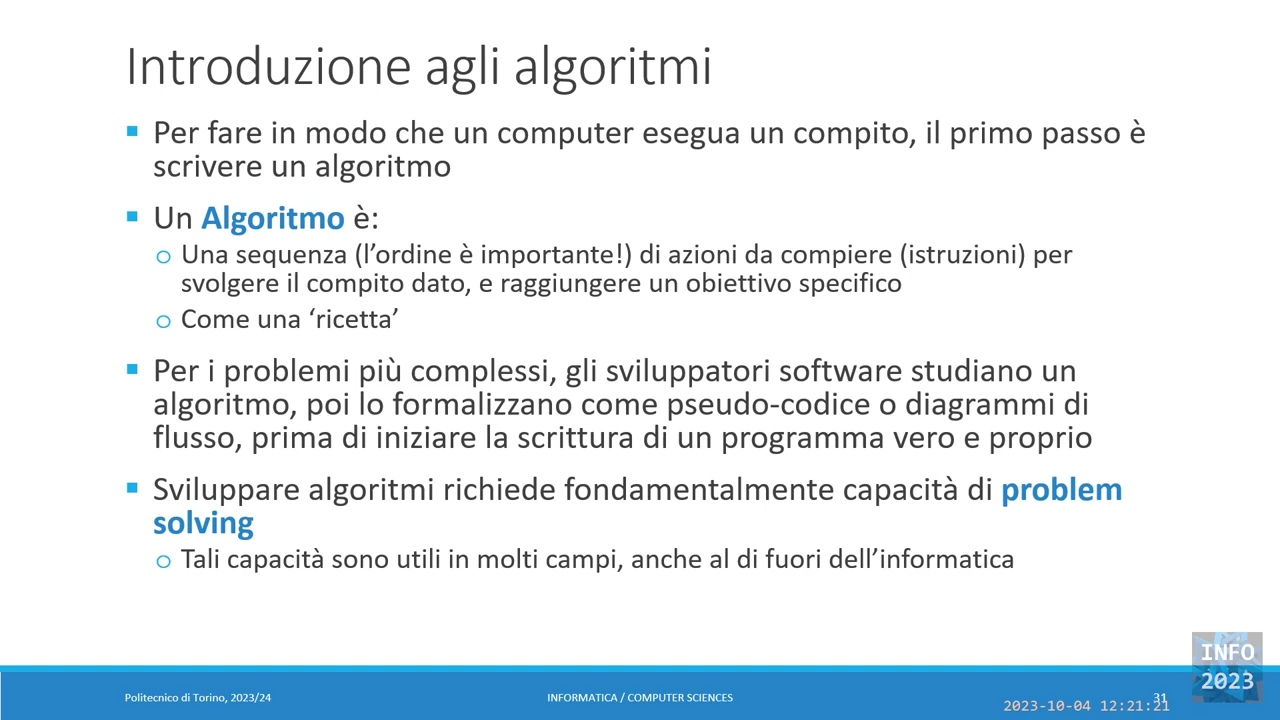 Introduzione agli algoritmi
Per fare in modo che un computer esegua un compito, il primo passo è
scrivere un algoritmo
Un Algoritmo è:
Una sequenza (l’ordine è importante!) di azioni da compiere (istruzioni) per
svolgere il compito dato, e raggiungere un obiettivo specifico
Come una ‘ricetta’
Per i problemi più complessi, gli sviluppatori software studiano un
algoritmo, poi lo formalizzano come pseudo-codice o diagrammi di
flusso, prima di iniziare la scrittura di un programma vero e proprio
Sviluppare algoritmi richiede fondamentalmente capacità di problem
solving
Tali capacità sono utili in molti campi, anche al di fuori dell’informatica
INFO
2023
Politecnico di Torino, 2023/24
INFORMATICA / COMPUTER SCIENCES
31
2023-10-04 12:21:21